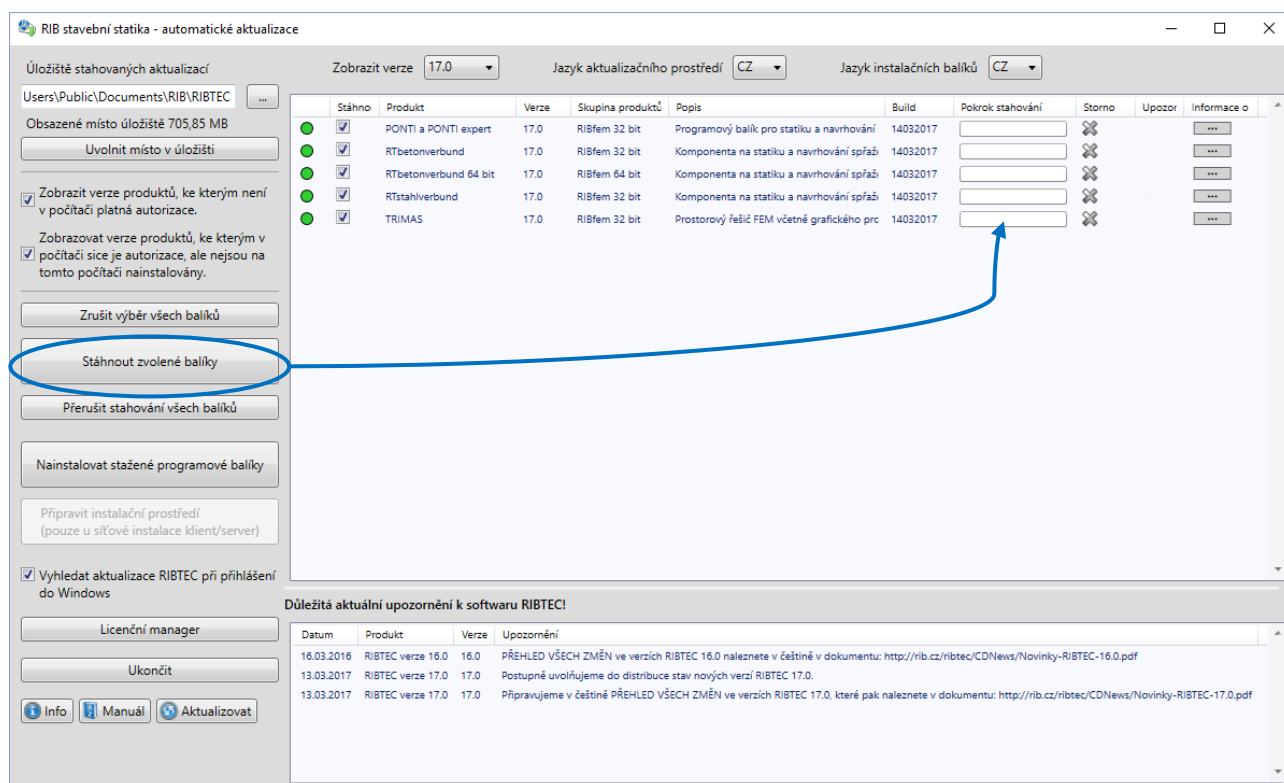 RIB stavební statika - automatické aktualizace
Úložiště stahovaných aktualizací
Users\Public\Documents\RIB\RIBTEC ...
Obsazené místo úložiště 705,85 MB
Uvolnit místo v úložišti
Zobrazit verze produktů, ke kterým není
v počítači platná autorizace.
Zobrazovat verze produktů, ke kterým v
počítači sice je autorizace, ale nejsou na
tomto počítači nainstalovány.
Zrušit výběr všech balíků
Stáhnout zvolené balíky
Přerušit stahování všech balíků
Nainstalovat stažené programové balíky
Připravit instalační prostředí
(pouze u síťové instalace klient/server)
Vyhledat aktualizace RIBTEC při přihlášení
do Windows
Licenční manager
Ukončit
Info Manuál Aktualizovat
Zobrazit verze 17.0 Jazyk aktualizačního prostředí CZ Jazyk instalačních balíků CZ
Stáhno Produkt Verze Skupina produktů Popis Build Pokrok stahování Storno Upozor Informace o
PONTI a PONTI expert 17.0 RIBfem 32 bit Programový balík pro statiku a navrhování 14032017 ...
RTbetonverbund 17.0 RIBfem 32 bit Komponenta na statiku a navrhování spřaž 14032017 ...
RTbetonverbund 64 bit 17.0 RIBfem 64 bit Komponenta na statiku a navrhování spřaž 14032017 ...
RTstahlverbund 17.0 RIBfem 32 bit Komponenta na statiku a navrhování spřaž 14032017 ...
TRIMAS 17.0 RIBfem 32 bit Prostorový řešič FEM včetně grafického prc 14032017 ...
Důležitá aktuální upozornění k softwaru RIBTEC!
Datum Produkt Verze Upozornění
16.03.2016 RIBTEC verze 16.0 16.0 PŘEHLED VŠECH ZMĚN ve verzích RIBTEC 16.0 naleznete v češtině v dokumentu: http://rib.cz/ribtec/CDNews/Novinky-RIBTEC-16.0.pdf
13.03.2017 RIBTEC verze 17.0 17.0 Postupně uvolňujeme do distribuce stav nových verzí RIBTEC 17.0.
13.03.2017 RIBTEC verze 17.0 17.0 Připravujeme v češtině PŘEHLED VŠECH ZMĚN ve verzích RIBTEC 17.0, které pak naleznete v dokumentu: http://rib.cz/ribtec/CDNews/Novinky-RIBTEC-17.0.pdf